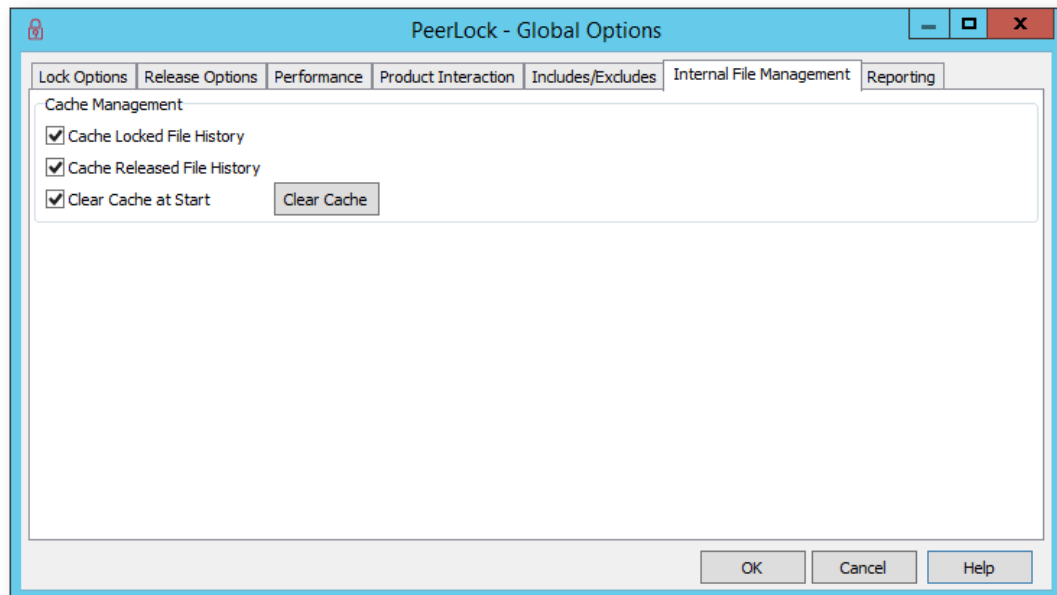 PeerLock - Global Options
x
Lock Options Release Options Performance Product Interaction Includes/Excludes Internal File Management Reporting
Cache Management
Cache Locked File History
Cache Released File History
Clear Cache at Start Clear Cache
OK Cancel Help